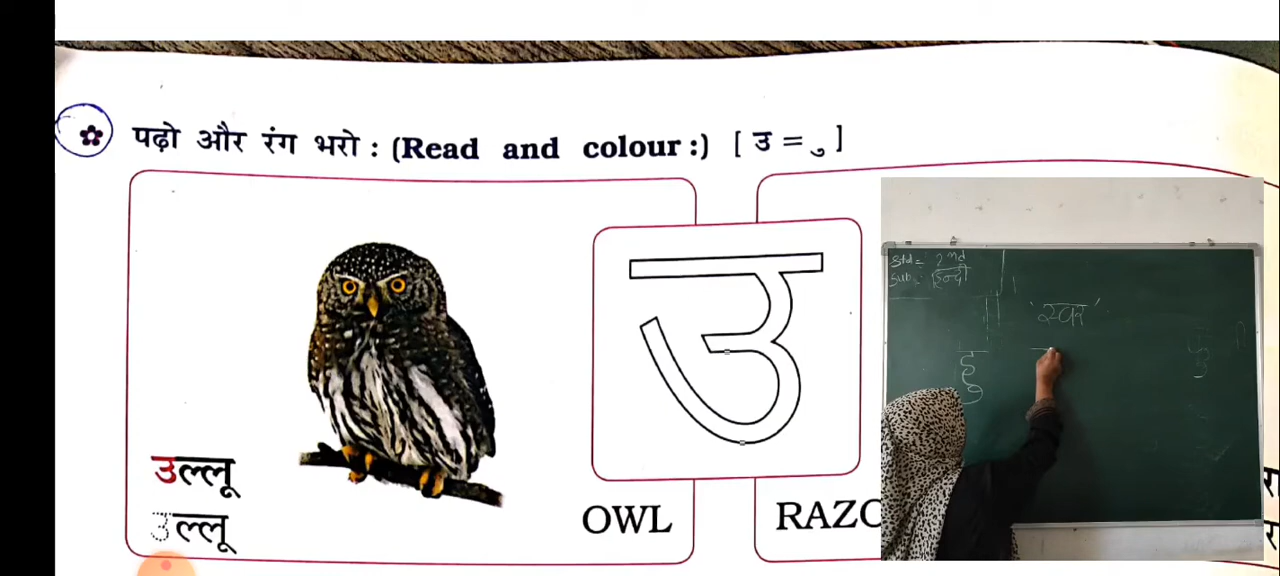 पढ़ो और रंग भरो : (Read and colour :) [ उ = ु ]
उ
उल्लू
उल्लू
OWL
RAZO
Std = 2nd
Sub = हिन्दी
'स्वर'
हु